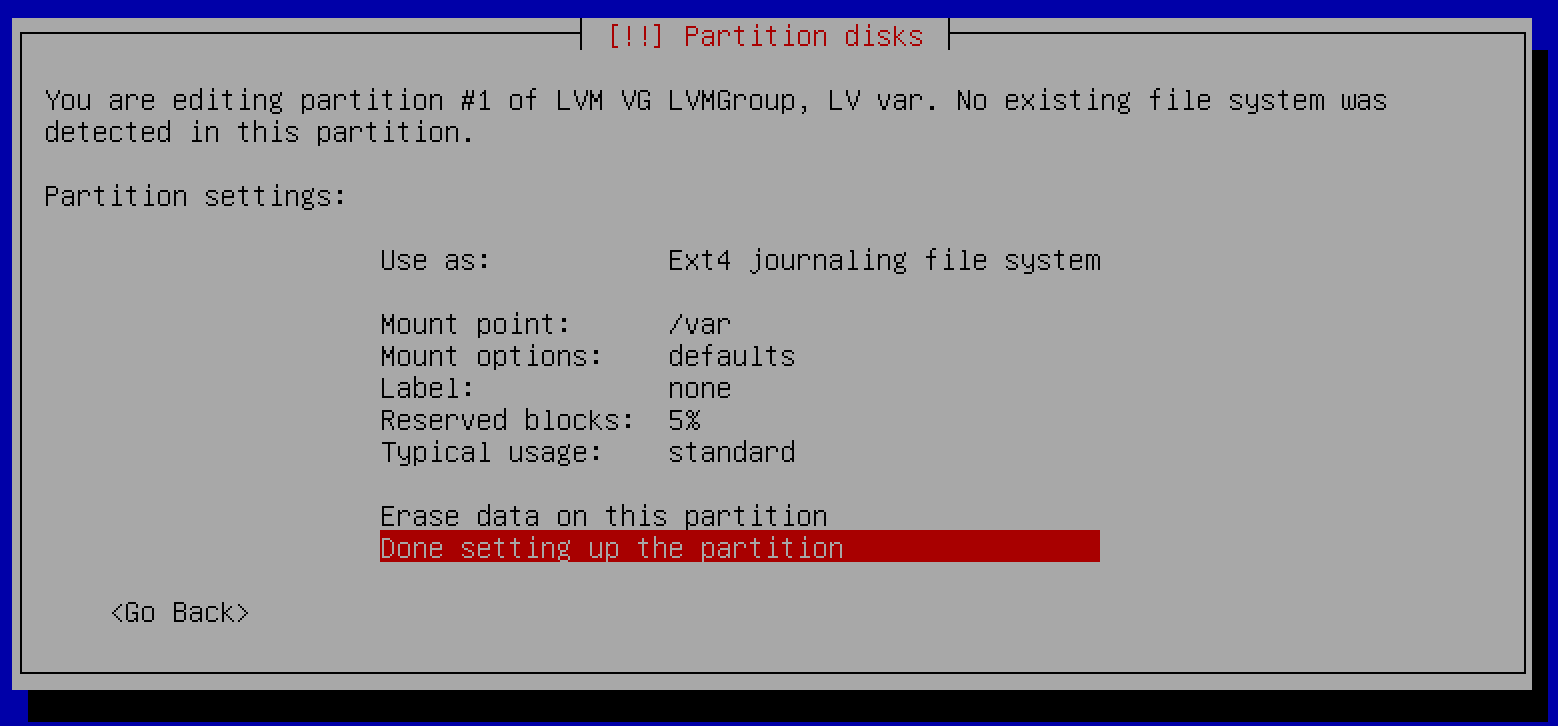 [!!] Partition disks
You are editing partition #1 of LVM VG LVMGroup, LV var. No existing file system was
detected in this partition.
Partition settings:
Use as: Ext4 journaling file system
Mount point: /var
Mount options: defaults
Label: none
Reserved blocks: 5%
Typical usage: standard
Erase data on this partition
Done setting up the partition
<Go Back>